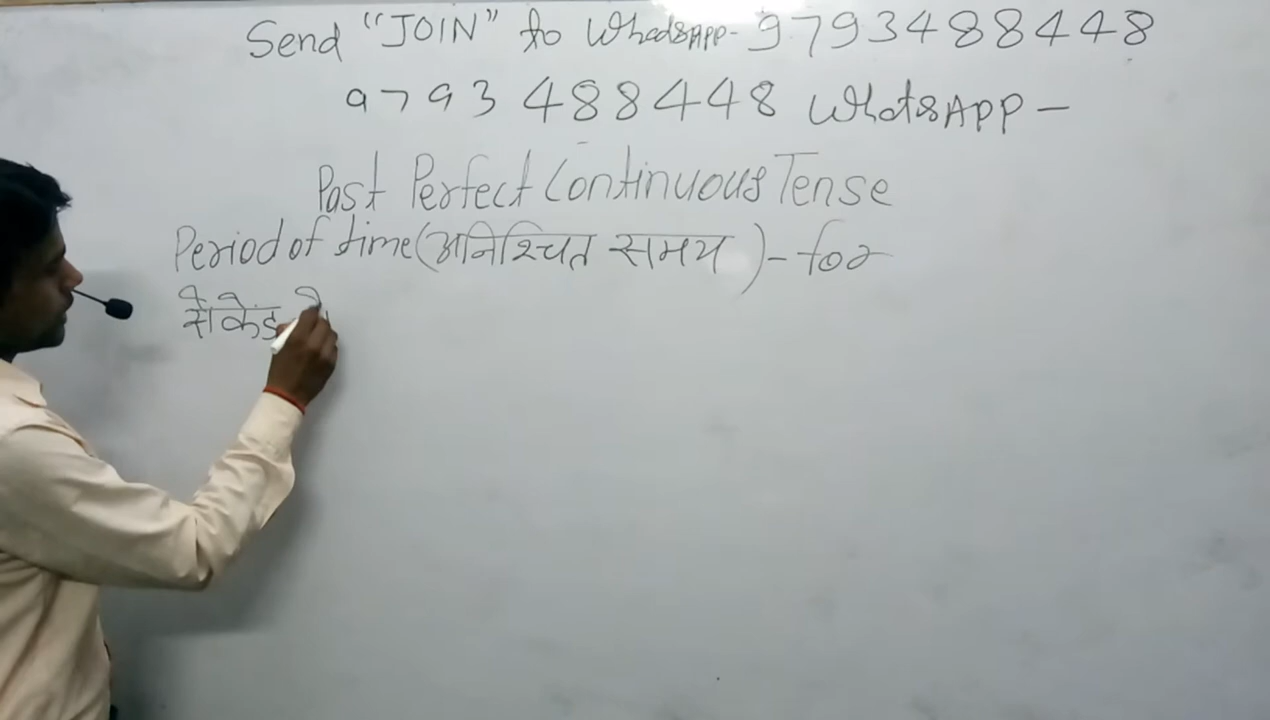 Send "JOIN" to WhatsApp- 9793488448
9793488448 WhatsApp -
Past Perfect Continuous Tense
Period of time (अनिश्चित समय) - for
सेकेंड